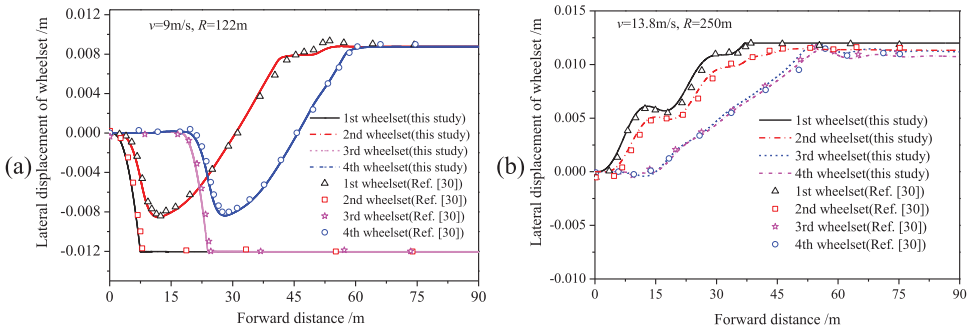 (a)
Lateral displacement of wheelset /m
v=9m/s, R=122m
0.012
0.008
0.004
0.000
-0.004
-0.008
-0.012
1st wheelset(this study)
2nd wheelset(this study)
3rd wheelset(this study)
4th wheelset(this study)
1st wheelset(Ref. [30])
2nd wheelset(Ref. [30])
3rd wheelset(Ref. [30])
4th wheelset(Ref. [30])
0 15 30 45 60 75 90
Forward distance /m
(b)
Lateral displacement of wheelset /m
v=13.8m/s, R=250m
0.015
0.010
0.005
0.000
-0.005
-0.010
1st wheelset(this study)
2nd wheelset(this study)
3rd wheelset(this study)
4th wheelset(this study)
1st wheelset(Ref. [30])
2nd wheelset(Ref. [30])
3rd wheelset(Ref. [30])
4th wheelset(Ref. [30])
0 15 30 45 60 75 90
Forward distance /m